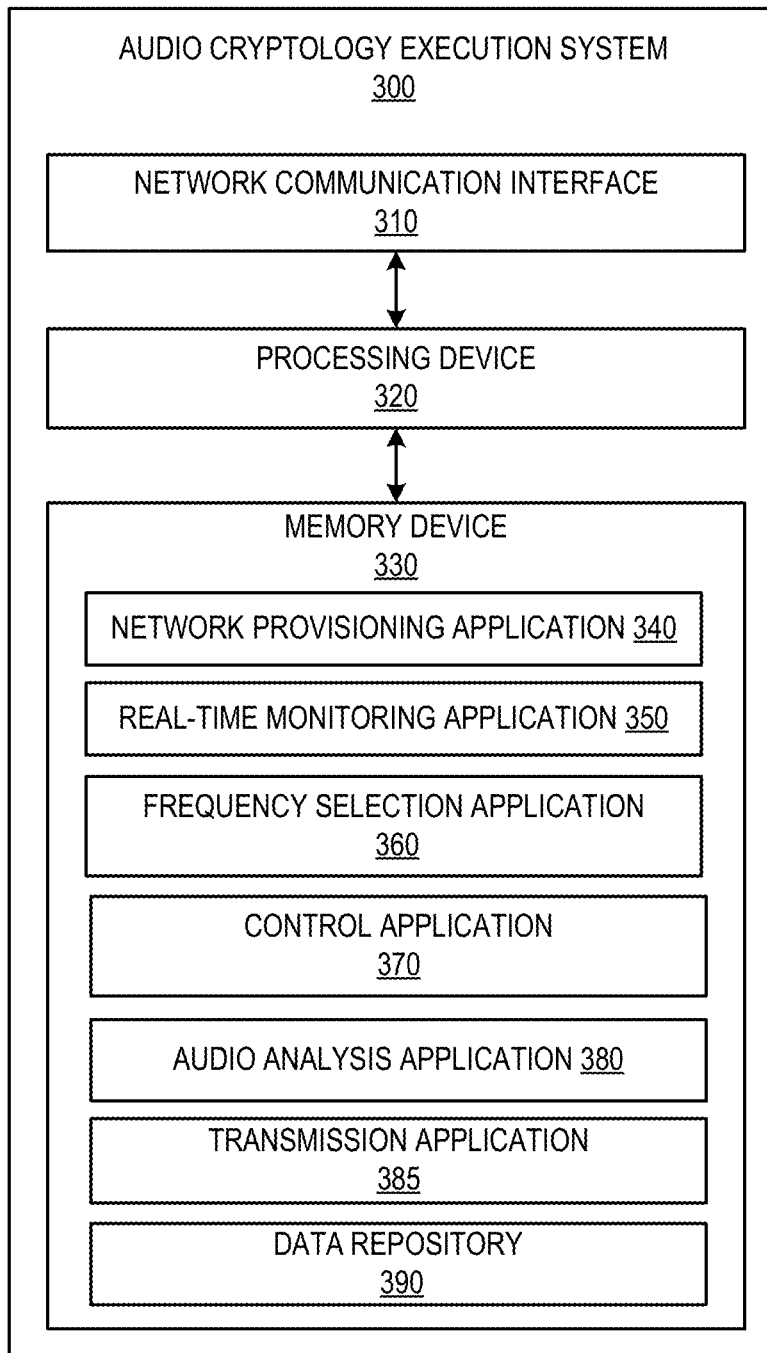 AUDIO CRYPTOLOGY EXECUTION SYSTEM
300
NETWORK COMMUNICATION INTERFACE
310
PROCESSING DEVICE
320
MEMORY DEVICE
330
NETWORK PROVISIONING APPLICATION 340
REAL-TIME MONITORING APPLICATION 350
FREQUENCY SELECTION APPLICATION
360
CONTROL APPLICATION
370
AUDIO ANALYSIS APPLICATION 380
TRANSMISSION APPLICATION
385
DATA REPOSITORY
390